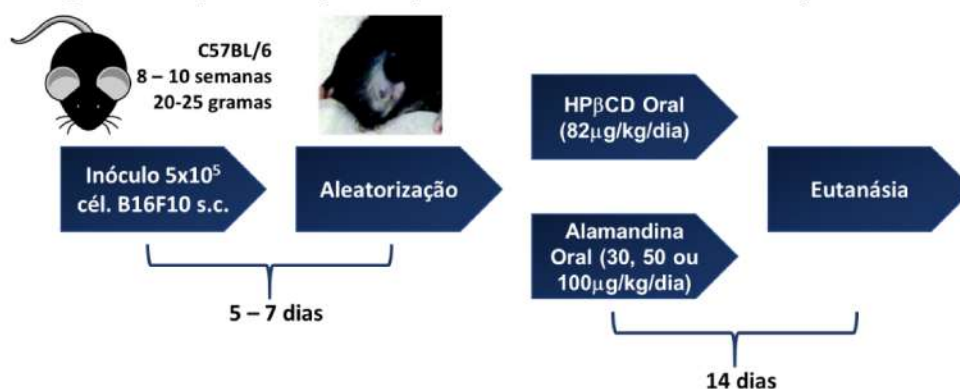 C57BL/6
8 – 10 semanas
20-25 gramas
Inóculo 5x10⁵
cél. B16F10 s.c.
Aleatorização
HPβCD Oral
(82μg/kg/dia)
Alamandina
Oral (30, 50 ou
100μg/kg/dia)
Eutanásia
5 – 7 dias
14 dias